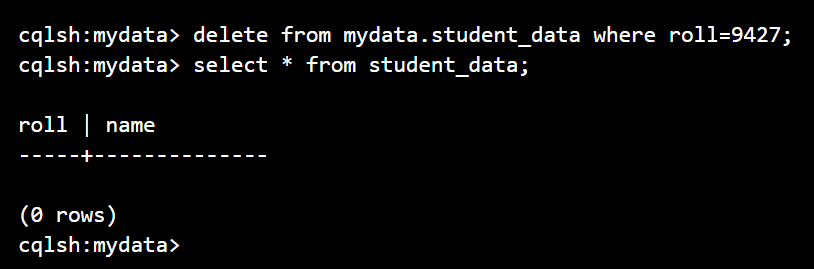 cqlsh:mydata> delete from mydata.student_data where roll=9427;
cqlsh:mydata> select * from student_data;
roll | name
-----+--------------
(0 rows)
cqlsh:mydata>